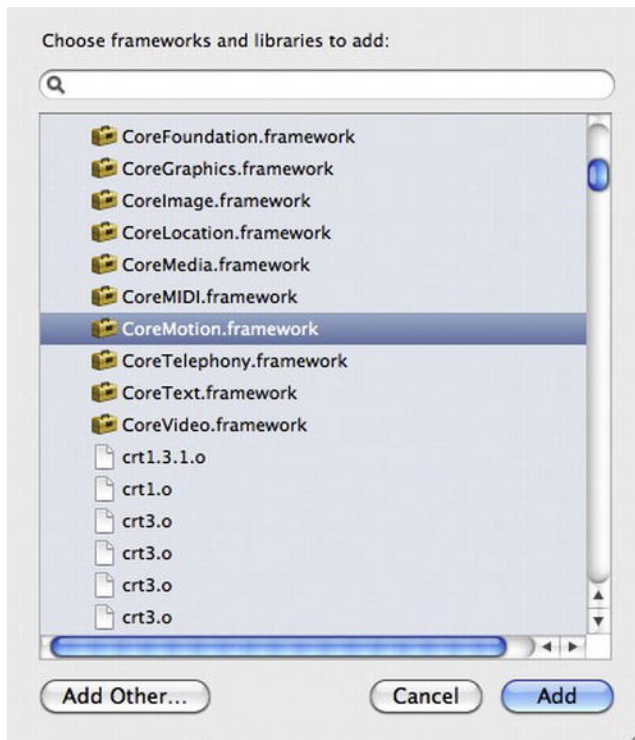 Choose frameworks and libraries to add:
CoreFoundation.framework
CoreGraphics.framework
CoreImage.framework
CoreLocation.framework
CoreMedia.framework
CoreMIDI.framework
CoreMotion.framework
CoreTelephony.framework
CoreText.framework
CoreVideo.framework
crt1.3.1.o
crt1.o
crt3.o
crt3.o
crt3.o
crt3.o
Add Other... Cancel Add